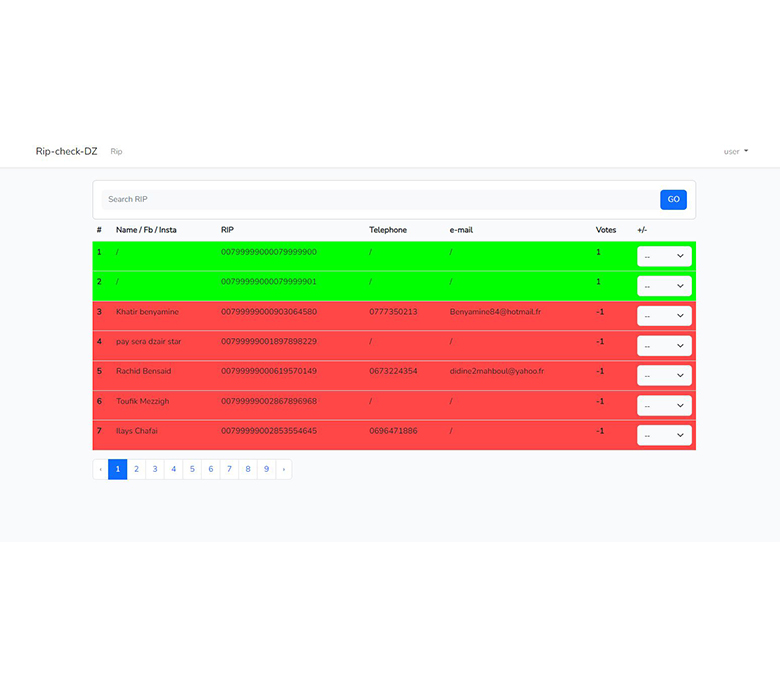 Rip-check-DZ Rip user
Search RIP GO
# Name / Fb / Insta RIP Telephone e-mail Votes +/-
1 / 00799999000079999900 / / 1 --
2 / 00799999000079999901 / / 1 --
3 Khatir benyamine 00799999000903064580 0777350213 Benyamine84@hotmail.fr -1 --
4 pay sera dzair star 00799999001897898229 / / -1 --
5 Rachid Bensaid 00799999000619570149 0673224354 didine2mahboul@yahoo.fr -1 --
6 Toufik Mezzigh 00799999002867896968 / / -1 --
7 Ilays Chafai 00799999002853554645 0696471886 / -1 --
‹ 1 2 3 4 5 6 7 8 9 ›